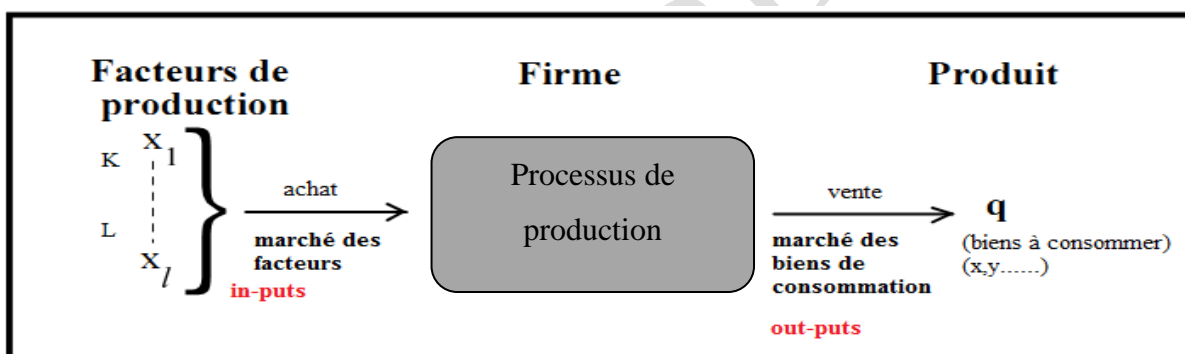 Facteurs de
production
Firme
Produit
K
X1
L
Xl
achat
marché des
facteurs
in-puts
Processus de
production
vente
marché des
biens de
consommation
out-puts
q
(biens à consommer)
(x,y......)